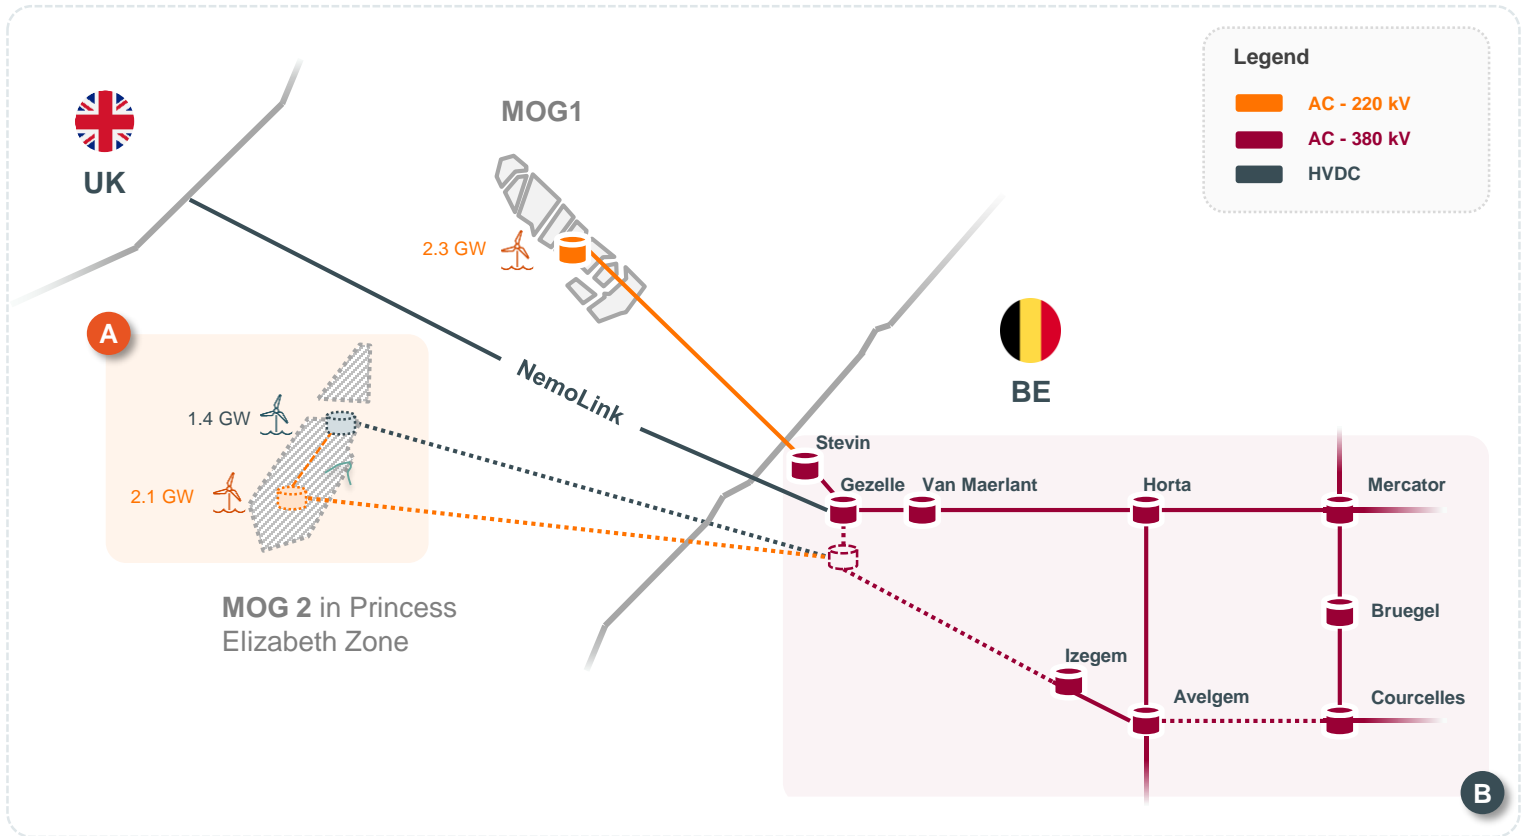 Legend
AC - 220 kV
AC - 380 kV
HVDC
UK
MOG1
2.3 GW
A
NemoLink
BE
1.4 GW
2.1 GW
MOG 2 in Princess
Elizabeth Zone
Stevin
Gezelle
Van Maerlant
Horta
Mercator
Bruegel
Izegem
Avelgem
Courcelles
B